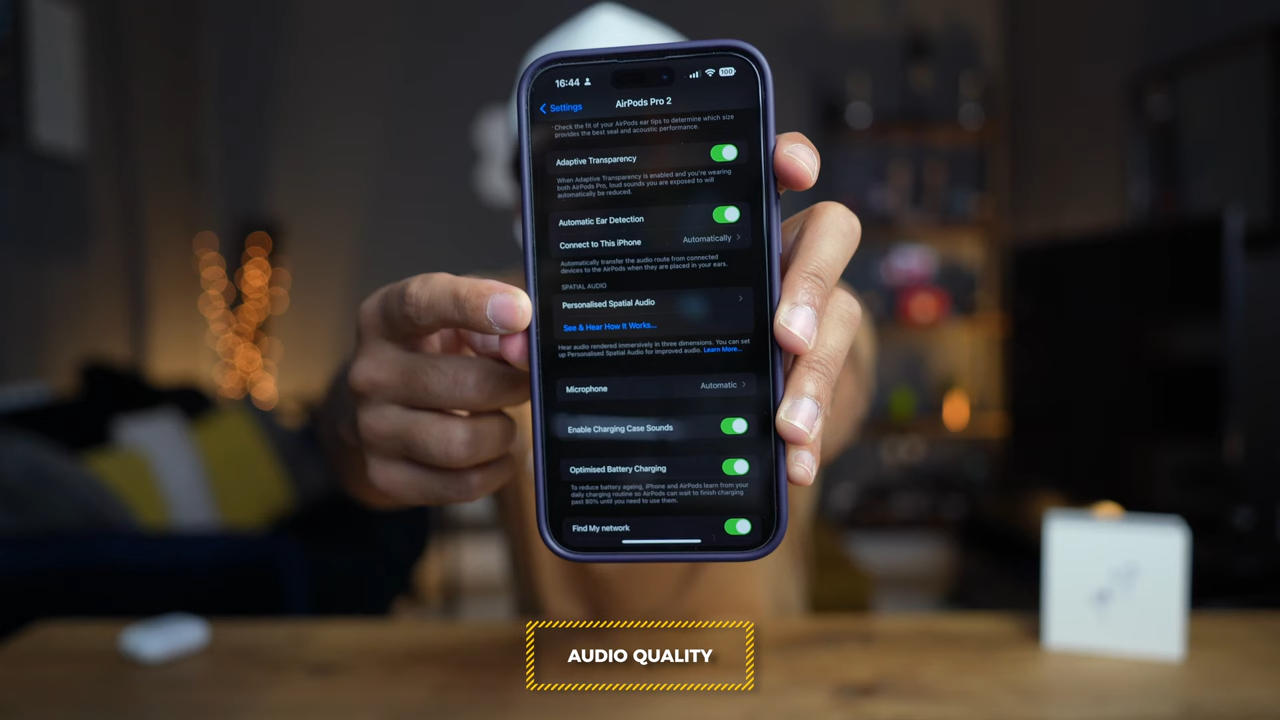 16:44
100
Settings
AirPods Pro 2
Check the fit of your AirPods ear tips to determine which size
provides the best seal and acoustic performance.
Adaptive Transparency
When Adaptive Transparency is enabled and you're wearing
both AirPods Pro, loud sounds you are exposed to will
automatically be reduced.
Automatic Ear Detection
Connect to This iPhone Automatically
Automatically transfer the audio route from connected
devices to the AirPods when they are placed in your ears.
SPATIAL AUDIO
Personalised Spatial Audio
See & Hear How It Works...
Hear audio rendered immersively in three dimensions. You can set
up Personalised Spatial Audio for improved audio. Learn More...
Microphone Automatic
Enable Charging Case Sounds
Optimised Battery Charging
To reduce battery ageing, iPhone and AirPods learn from your
daily charging routine so AirPods can wait to finish charging
past 80% until you need to use them.
Find My network
AUDIO QUALITY